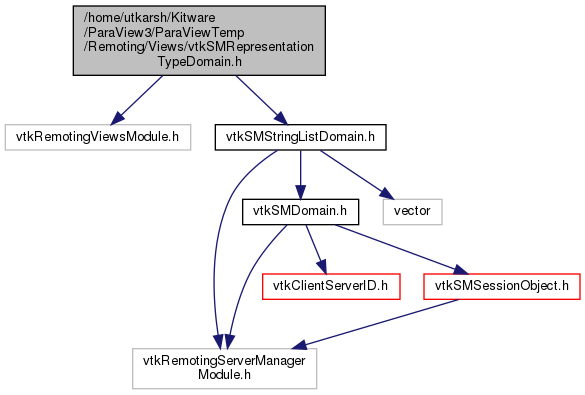 /home/utkarsh/Kitware
/ParaView3/ParaViewTemp
/Remoting/Views/vtkSMRepresentation
TypeDomain.h
vtkRemotingViewsModule.h
vtkSMStringListDomain.h
vtkSMDomain.h
vector
vtkClientServerID.h
vtkSMSessionObject.h
vtkRemotingServerManager
Module.h